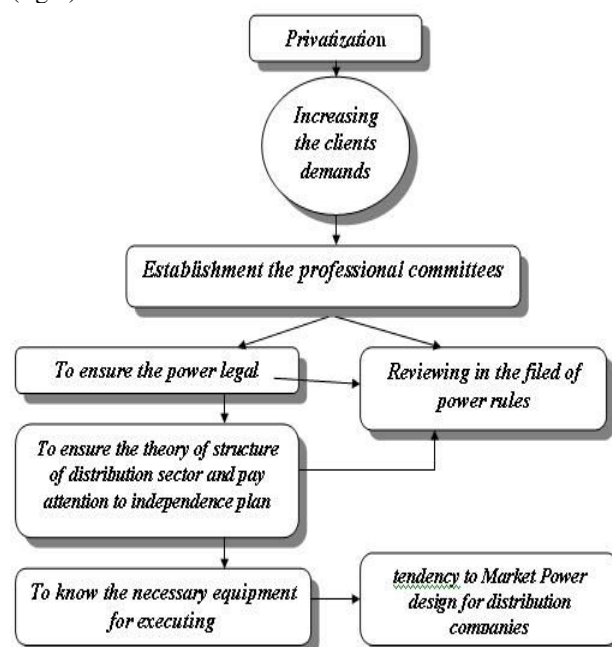 Privatization
Increasing
the clients
demands
Establishment the professional committees
To ensure the power legal
Reviewing in the filed of
power rules
To ensure the theory of structure
of distribution sector and pay
attention to independence plan
To know the necessary equipment
for executing
tendency to Market Power
design for distribution
companies